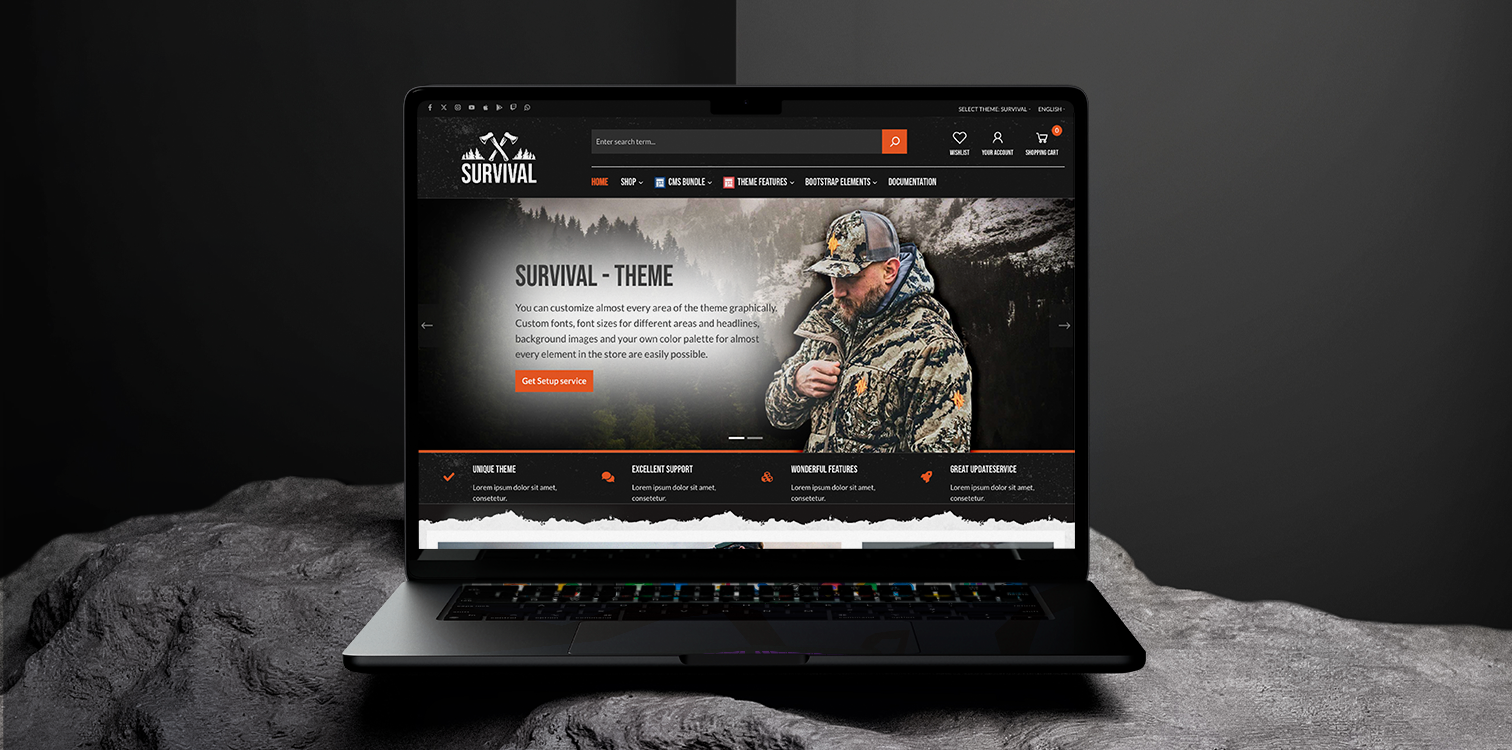 SELECT THEME: SURVIVAL
ENGLISH
SURVIVAL
Enter search term...
0
WISHLIST
YOUR ACCOUNT
SHOPPING CART
HOME
SHOP
CMS BUNDLE
THEME FEATURES
BOOTSTRAP ELEMENTS
DOCUMENTATION
SURVIVAL - THEME
You can customize almost every area of the theme graphically.
Custom fonts, font sizes for different areas and headlines,
background images and your own color palette for almost
every element in the store are easily possible.
Get Setup service
UNIQUE THEME
Lorem ipsum dolor sit amet,
consetetur.
EXCELLENT SUPPORT
Lorem ipsum dolor sit amet,
consetetur.
WONDERFUL FEATURES
Lorem ipsum dolor sit amet,
consetetur.
GREAT UPDATESERVICE
Lorem ipsum dolor sit amet,
consetetur.